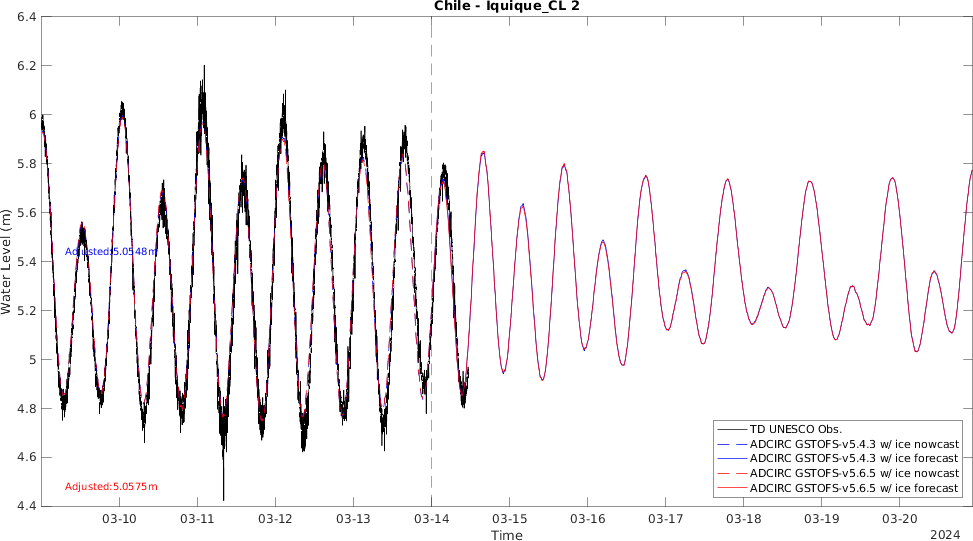 Chile - Iquique_CL 2
6.4
6.2
6
5.8
5.6
5.4
5.2
5
4.8
4.6
4.4
Water Level (m)
Adjusted:5.0548m
Adjusted:5.0575m
TD UNESCO Obs.
ADCIRC GSTOFS-v5.4.3 w/ ice nowcast
ADCIRC GSTOFS-v5.4.3 w/ ice forecast
ADCIRC GSTOFS-v5.6.5 w/ ice nowcast
ADCIRC GSTOFS-v5.6.5 w/ ice forecast
03-10 03-11 03-12 03-13 03-14 03-15 03-16 03-17 03-18 03-19 03-20
Time
2024